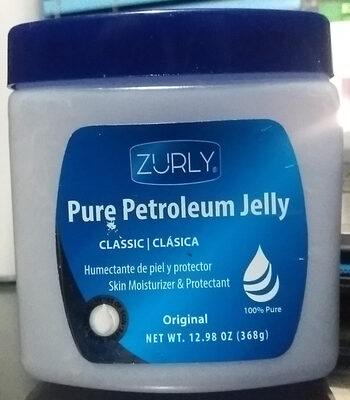 ZURLY®
Pure Petroleum Jelly
CLASSIC | CLÁSICA
Humectante de piel y protector
Skin Moisturizer & Protectant
100% Pure
Original
NET WT. 12.98 OZ (368g)